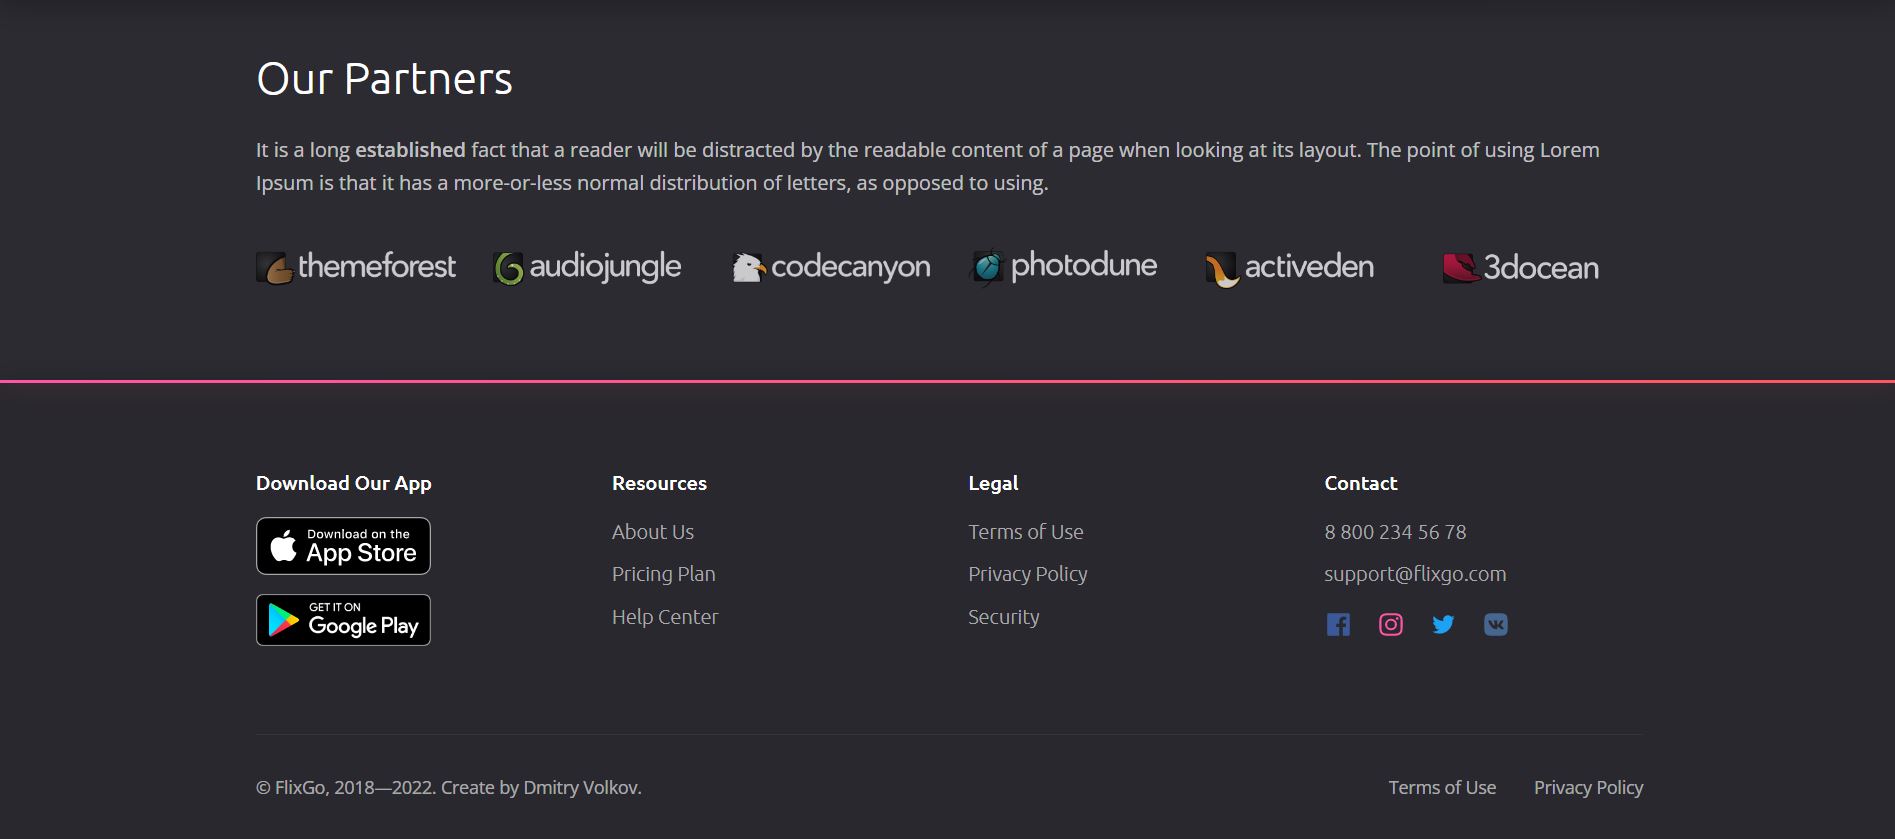 Our Partners
It is a long established fact that a reader will be distracted by the readable content of a page when looking at its layout. The point of using Lorem
Ipsum is that it has a more-or-less normal distribution of letters, as opposed to using.
themeforest audiojungle codecanyon photodune activeden 3docean
Download Our App
Download on the
App Store
GET IT ON
Google Play
Resources
About Us
Pricing Plan
Help Center
Legal
Terms of Use
Privacy Policy
Security
Contact
8 800 234 56 78
support@flixgo.com
© FlixGo, 2018—2022. Create by Dmitry Volkov.
Terms of Use Privacy Policy